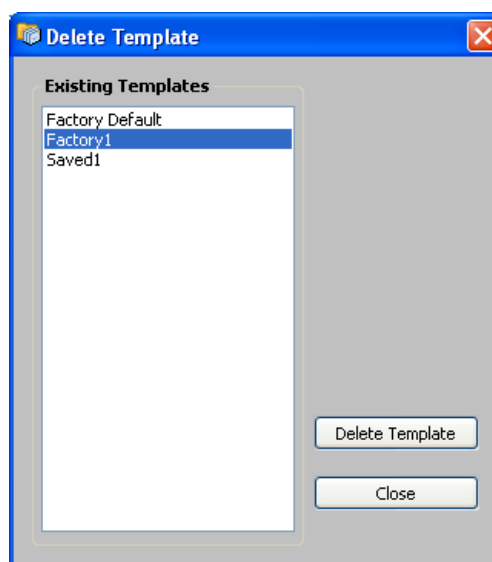 Delete Template
Existing Templates
Factory Default
Factory1
Saved1
Delete Template
Close